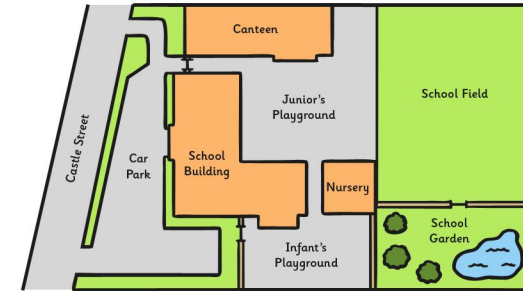 Canteen
Castle Street
Junior's
Playground
School Field
Car
Park
School
Building
Nursery
School
Garden
Infant's
Playground